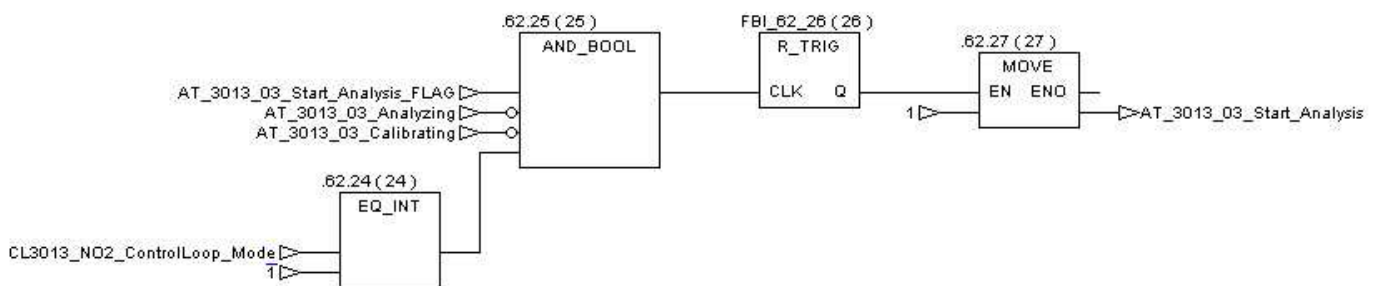 .62.25 ( 25 )
AND_BOOL
FBI_62_26 ( 26 )
R_TRIG
CLK Q
.62.27 ( 27 )
MOVE
EN ENO
AT_3013_03_Start_Analysis_FLAG
AT_3013_03_Analyzing
AT_3013_03_Calibrating
1
AT_3013_03_Start_Analysis
.62.24 ( 24 )
EQ_INT
CL3013_NO2_ControlLoop_Mode
1